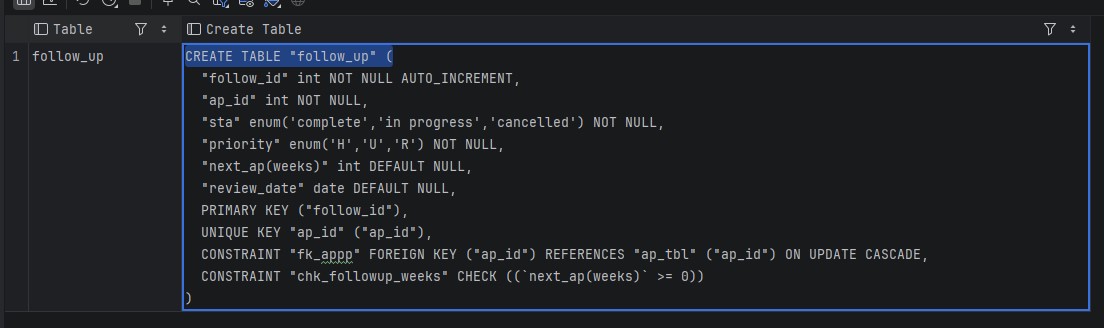 Table
Create Table
1
follow_up
CREATE TABLE "follow_up" (
"follow_id" int NOT NULL AUTO_INCREMENT,
"ap_id" int NOT NULL,
"sta" enum('complete','in progress','cancelled') NOT NULL,
"priority" enum('H','U','R') NOT NULL,
"next_ap(weeks)" int DEFAULT NULL,
"review_date" date DEFAULT NULL,
PRIMARY KEY ("follow_id"),
UNIQUE KEY "ap_id" ("ap_id"),
CONSTRAINT "fk_appp" FOREIGN KEY ("ap_id") REFERENCES "ap_tbl" ("ap_id") ON UPDATE CASCADE,
CONSTRAINT "chk_followup_weeks" CHECK ((`next_ap(weeks)` >= 0))
)